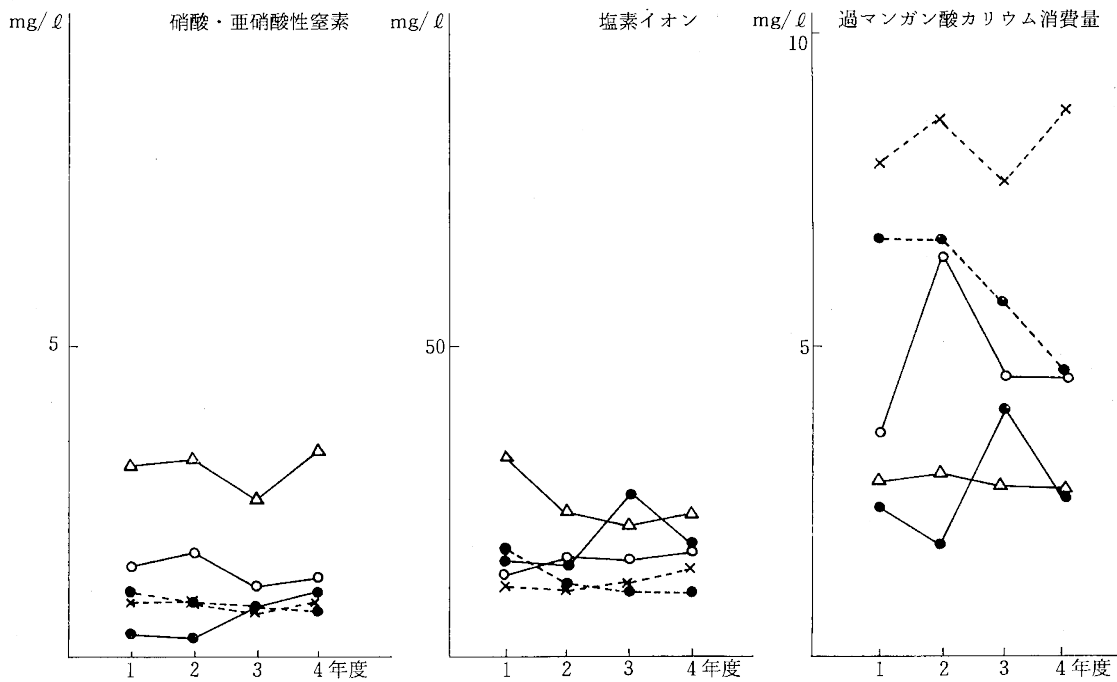 mg/ℓ 硝酸・亜硝酸性窒素
5
1 2 3 4年度
mg/ℓ 塩素イオン
50
1 2 3 4年度
mg/ℓ 過マンガン酸カリウム消費量
10
5
1 2 3 4年度